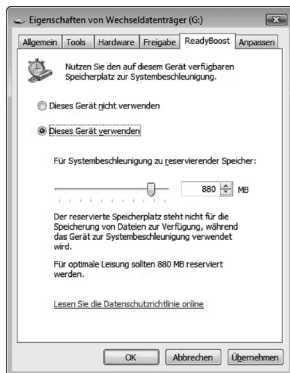 Eigenschaften von Wechseldatenträger (G:)
Allgemein Tools Hardware Freigabe ReadyBoost Anpassen
Nutzen Sie den auf diesem Gerät verfügbaren
Speicherplatz zur Systembeschleunigung.
Dieses Gerät nicht verwenden
Dieses Gerät verwenden
Für Systembeschleunigung zu reservierender Speicher:
880 MB
Der reservierte Speicherplatz steht nicht für die
Speicherung von Dateien zur Verfügung, während
das Gerät zur Systembeschleunigung verwendet
wird.
Für optimale Leisung sollten 880 MB reserviert
werden.
Lesen Sie die Datenschutzrichtlinie online
OK Abbrechen Übernehmen